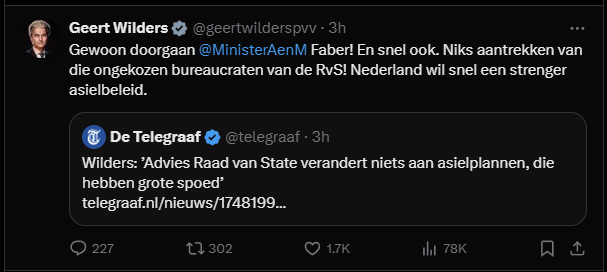 Geert Wilders @geertwilderspvv · 3h
Gewoon doorgaan @MinisterAenM Faber! En snel ook. Niks aantrekken van
die ongekozen bureaucraten van de RvS! Nederland wil snel een strenger
asielbeleid.
De Telegraaf @telegraaf · 3h
Wilders: ’Advies Raad van State verandert niets aan asielplannen, die
hebben grote spoed’
telegraaf.nl/nieuws/1748199...
227 302 1.7K 78K